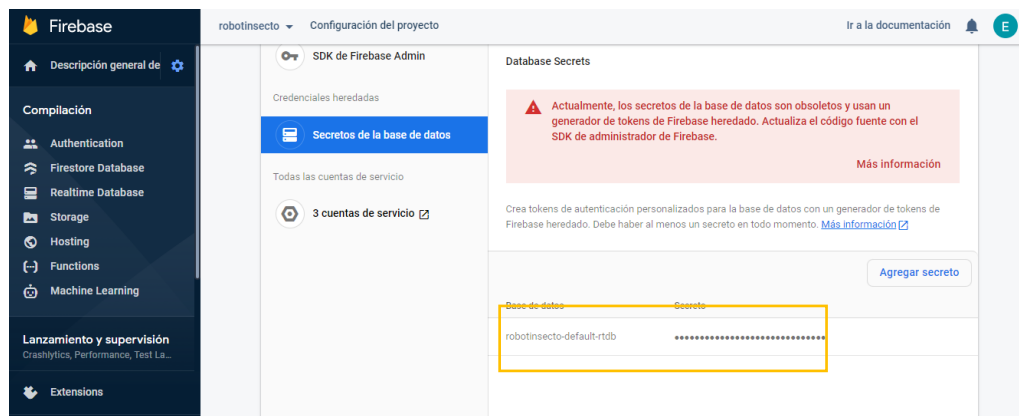 Firebase
robotinsecto
Configuración del proyecto
Ir a la documentación
E
Descripción general de
Compilación
Authentication
Firestore Database
Realtime Database
Storage
Hosting
Functions
Machine Learning
Lanzamiento y supervisión
Crashlytics, Performance, Test La...
Extensions
SDK de Firebase Admin
Credenciales heredadas
Secretos de la base de datos
Todas las cuentas de servicio
3 cuentas de servicio
Database Secrets
Actualmente, los secretos de la base de datos son obsoletos y usan un
generador de tokens de Firebase heredado. Actualiza el código fuente con el
SDK de administrador de Firebase.
Más información
Crea tokens de autenticación personalizados para la base de datos con un generador de tokens de
Firebase heredado. Debe haber al menos un secreto en todo momento. Más información
Agregar secreto
Base de datos
Secreto
robotinsecto-default-rtdb
••••••••••••••••••••••••••••••